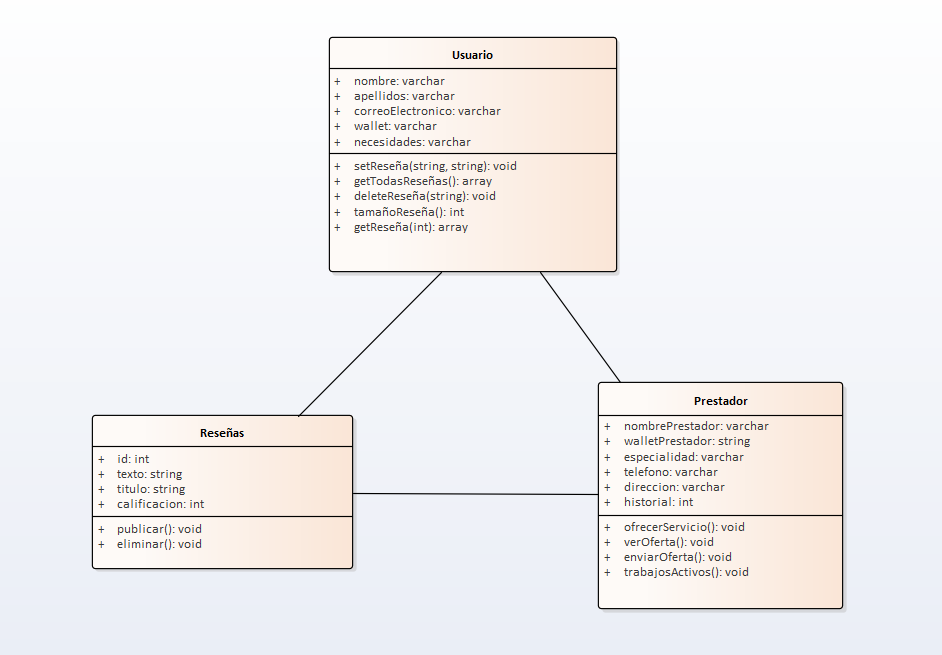 Usuario
+ nombre: varchar
+ apellidos: varchar
+ correoElectronico: varchar
+ wallet: varchar
+ necesidades: varchar
+ setReseña(string, string): void
+ getTodasReseñas(): array
+ deleteReseña(string): void
+ tamañoReseña(): int
+ getReseña(int): array
Reseñas
+ id: int
+ texto: string
+ titulo: string
+ calificacion: int
+ publicar(): void
+ eliminar(): void
Prestador
+ nombrePrestador: varchar
+ walletPrestador: string
+ especialidad: varchar
+ telefono: varchar
+ direccion: varchar
+ historial: int
+ ofrecerServicio(): void
+ verOferta(): void
+ enviarOferta(): void
+ trabajosActivos(): void